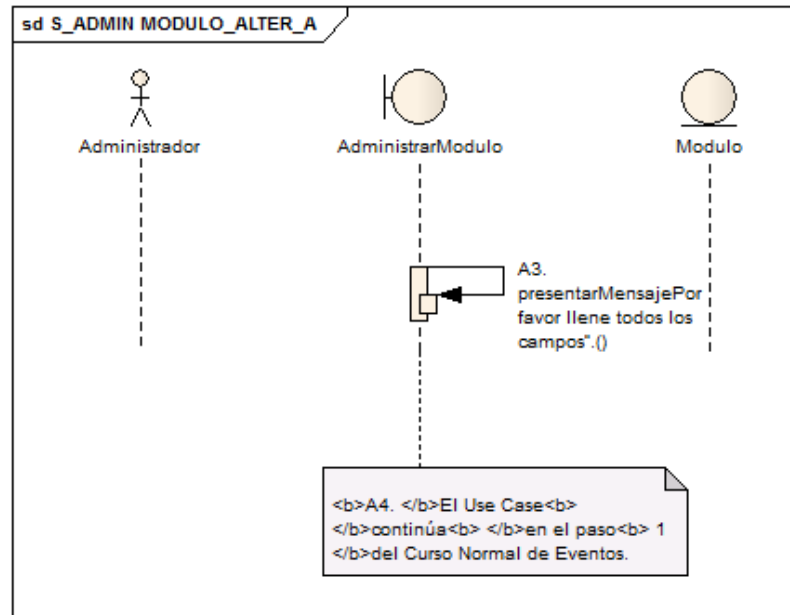 sd S_ADMIN MODULO_ALTER_A
Administrador
AdministrarModulo
Modulo
A3.
presentarMensajePor
favor llene todos los
campos".()
<b>A4. </b>El Use Case<b>
</b>continúa<b> </b>en el paso<b> 1
</b>del Curso Normal de Eventos.